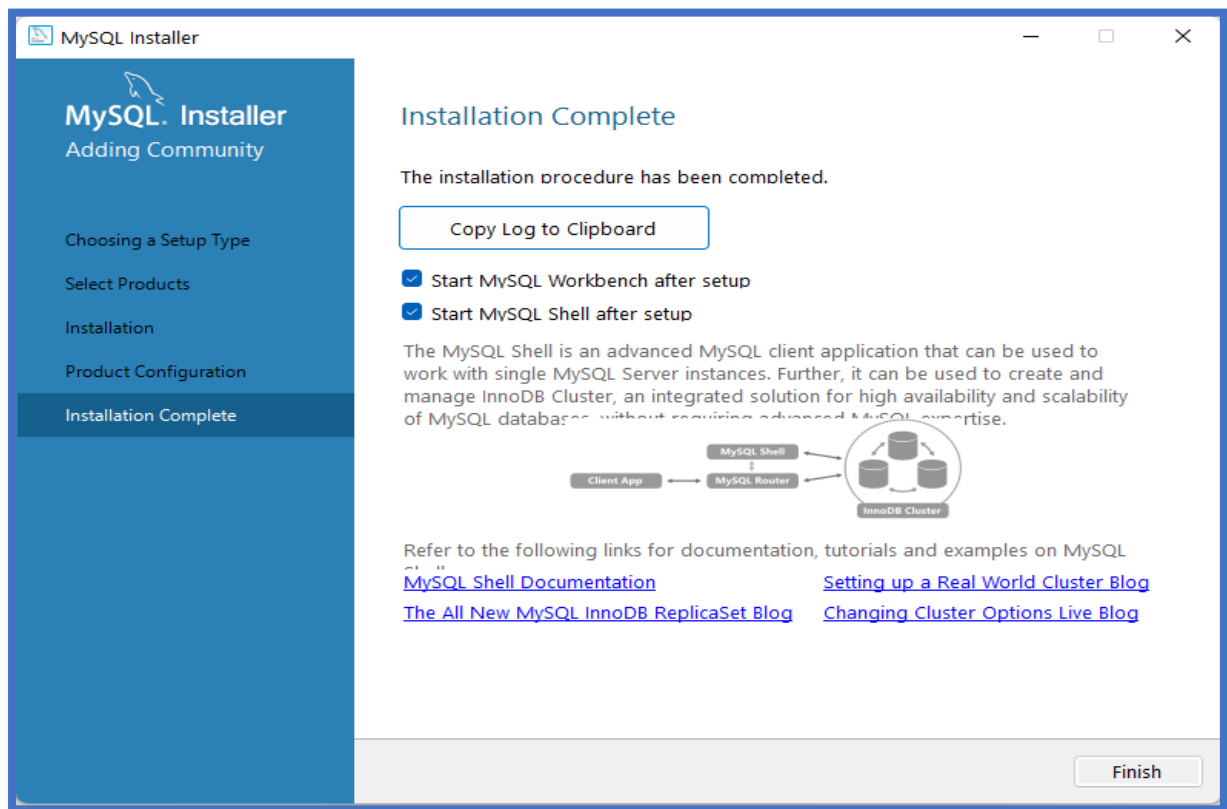 MySQL Installer
MySQL. Installer
Adding Community
Choosing a Setup Type
Select Products
Installation
Product Configuration
Installation Complete
Installation Complete
The installation procedure has been completed.
Copy Log to Clipboard
Start MySQL Workbench after setup
Start MySQL Shell after setup
The MySQL Shell is an advanced MySQL client application that can be used to
work with single MySQL Server instances. Further, it can be used to create and
manage InnoDB Cluster, an integrated solution for high availability and scalability
of MySQL databases, without requiring advanced MySQL expertise.
MySQL Shell
Client App
MySQL Router
InnoDB Cluster
Refer to the following links for documentation, tutorials and examples on MySQL
MySQL Shell Documentation
Setting up a Real World Cluster Blog
The All New MySQL InnoDB ReplicaSet Blog
Changing Cluster Options Live Blog
Finish